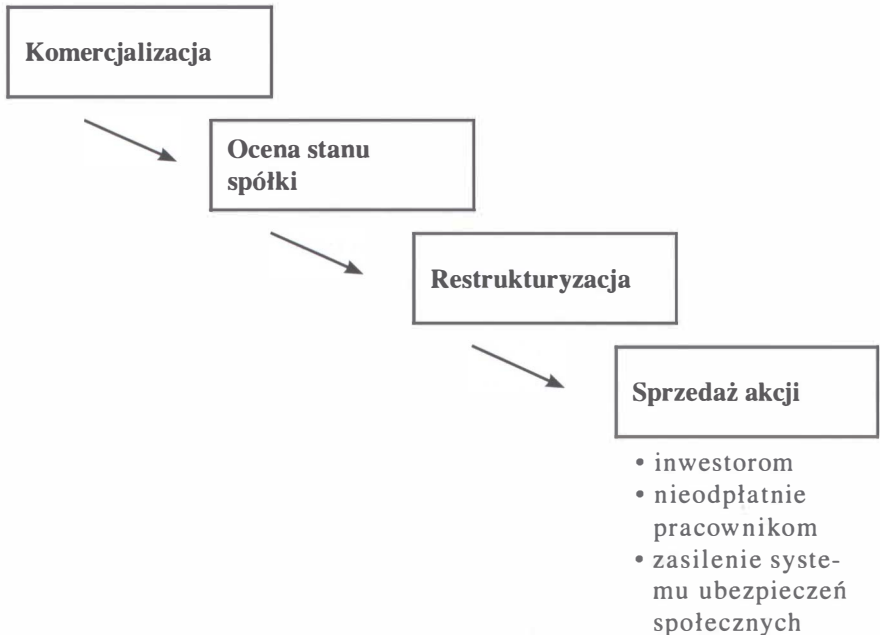 Komercjalizacja
Ocena stanu
spółki
Restrukturyzacja
Sprzedaż akcji
• inwestorom
• nieodpłatnie
pracownikom
• zasilenie syste-
mu ubezpieczeń
społecznych